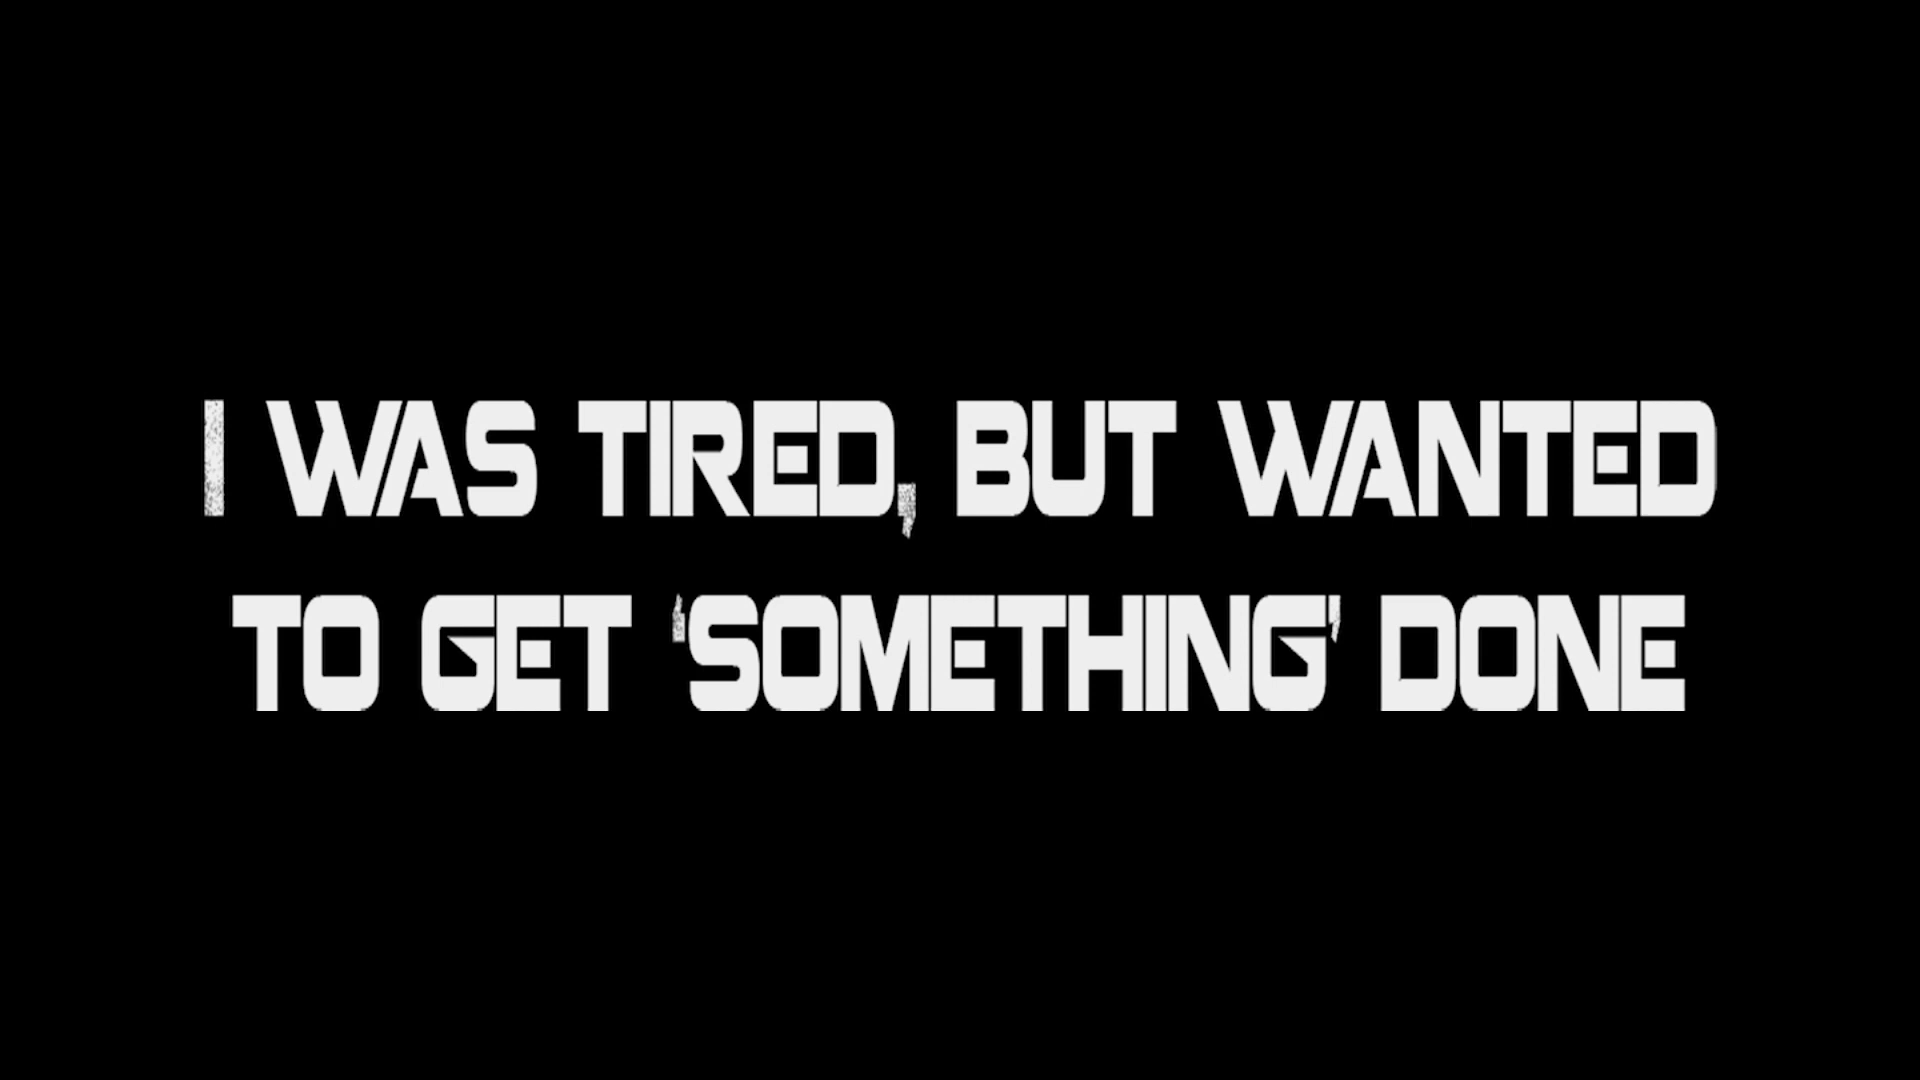 I WAS TIRED, BUT WANTED
TO GET ‘SOMETHING’ DONE